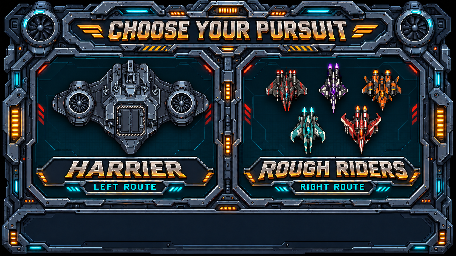 CHOOSE YOUR PURSUIT
HARRIER
LEFT ROUTE
ROUGH RIDERS
RIGHT ROUTE